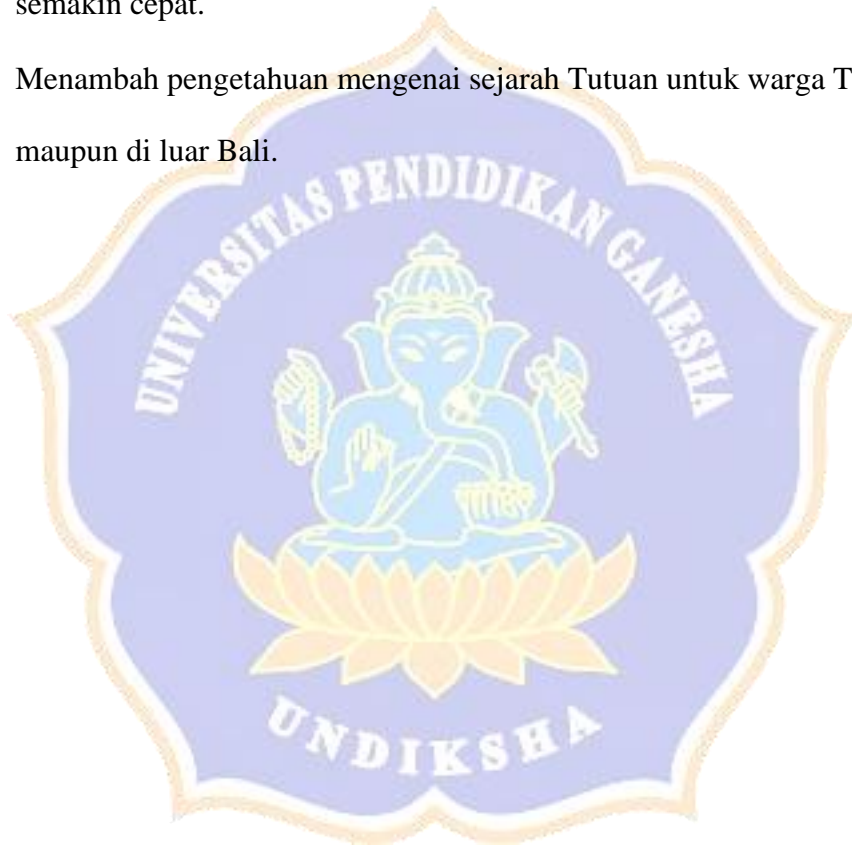 semakin cepat.
Menambah pengetahuan mengenai sejarah Tutuan untuk warga T
maupun di luar Bali.
UNIVERSITAS PENDIDIKAN GANESHA
UNDIKSHA